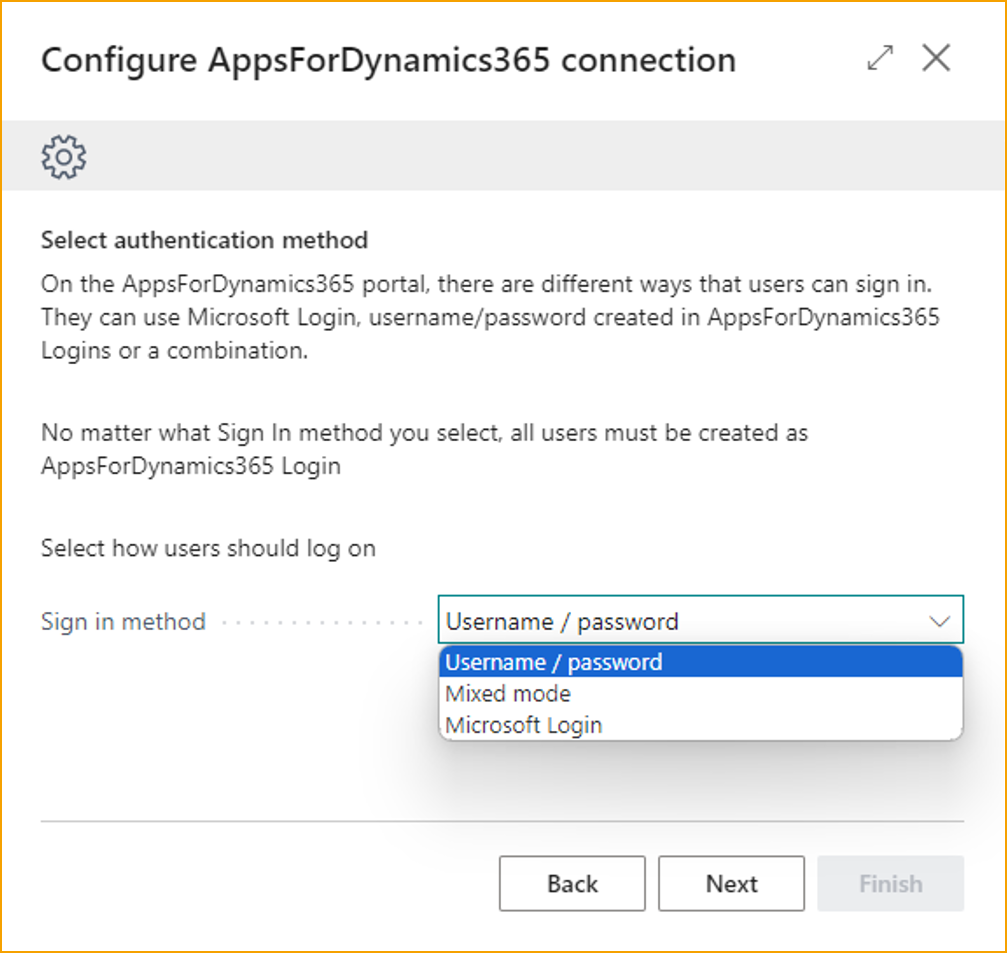 Configure AppsForDynamics365 connection
Select authentication method
On the AppsForDynamics365 portal, there are different ways that users can sign in.
They can use Microsoft Login, username/password created in AppsForDynamics365
Logins or a combination.
No matter what Sign In method you select, all users must be created as
AppsForDynamics365 Login
Select how users should log on
Sign in method
Username / password
Username / password
Mixed mode
Microsoft Login
Back
Next
Finish